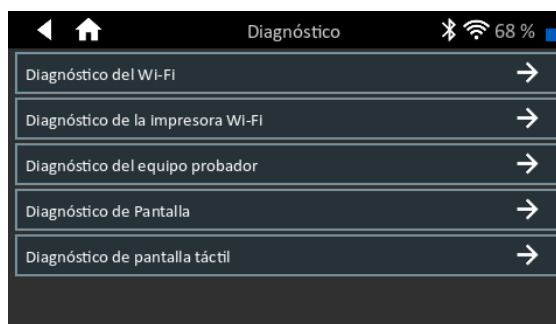 Diagnóstico 68 %
Diagnóstico del Wi-Fi
Diagnóstico de la impresora Wi-Fi
Diagnóstico del equipo probador
Diagnóstico de Pantalla
Diagnóstico de pantalla táctil